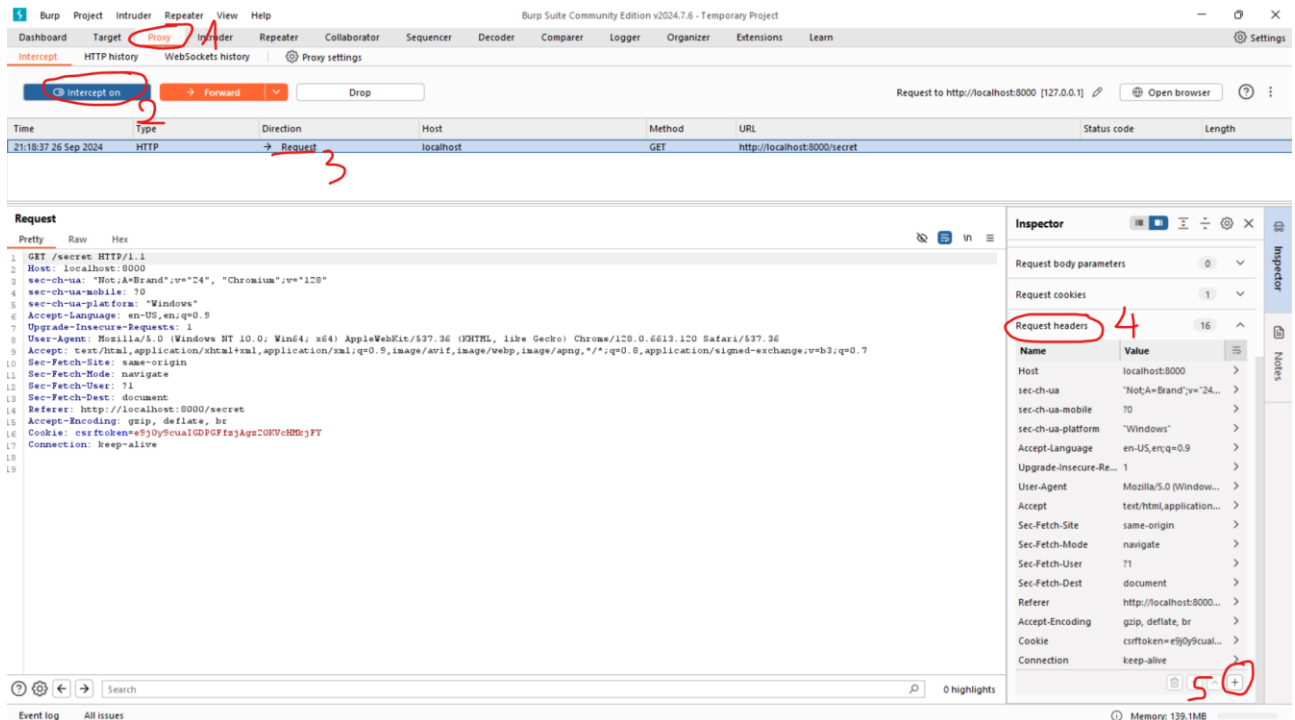 Burp Project Intruder Repeater View Help Burp Suite Community Edition v2024.7.6 - Temporary Project
Dashboard Target Proxy Intruder Repeater Collaborator Sequencer Decoder Comparer Logger Organizer Extensions Learn Settings
1
Intercept HTTP history WebSockets history Proxy settings
Intercept on Forward Drop Request to http://localhost:8000 [127.0.0.1] Open browser
2
Time Type Direction Host Method URL Status code Length
21:18:37 26 Sep 2024 HTTP → Request localhost GET http://localhost:8000/secret
3
Request
Pretty Raw Hex \n
1 GET /secret HTTP/1.1
2 Host: localhost:8000
3 sec-ch-ua: "Not;A=Brand";v="24", "Chromium";v="128"
4 sec-ch-ua-mobile: ?0
5 sec-ch-ua-platform: "Windows"
6 Accept-Language: en-US,en;q=0.9
7 Upgrade-Insecure-Requests: 1
8 User-Agent: Mozilla/5.0 (Windows NT 10.0; Win64; x64) AppleWebKit/537.36 (KHTML, like Gecko) Chrome/128.0.6613.120 Safari/537.36
9 Accept: text/html,application/xhtml+xml,application/xml;q=0.9,image/avif,image/webp,image/apng,*/*;q=0.8,application/signed-exchange;v=b3;q=0.7
10 Sec-Fetch-Site: same-origin
11 Sec-Fetch-Mode: navigate
12 Sec-Fetch-User: ?1
13 Sec-Fetch-Dest: document
14 Referer: http://localhost:8000/secret
15 Accept-Encoding: gzip, deflate, br
16 Cookie: 
17 Connection: keep-alive
18
19
Inspector
Request body parameters 0
Request cookies 1
Request headers 4 16
Name Value
Host localhost:8000
sec-ch-ua "Not;A=Brand";v="24...
sec-ch-ua-mobile ?0
sec-ch-ua-platform "Windows"
Accept-Language en-US,en;q=0.9
Upgrade-Insecure-Re... 1
User-Agent Mozilla/5.0 (Window...
Accept text/html,application...
Sec-Fetch-Site same-origin
Sec-Fetch-Mode navigate
Sec-Fetch-User ?1
Sec-Fetch-Dest document
Referer http://localhost:8000...
Accept-Encoding gzip, deflate, br
Cookie csrftoken=e9j0y9cuaI...
Connection keep-alive
5
Inspector
Notes
Search 0 highlights
Event log All issues Memory: 139.1MB